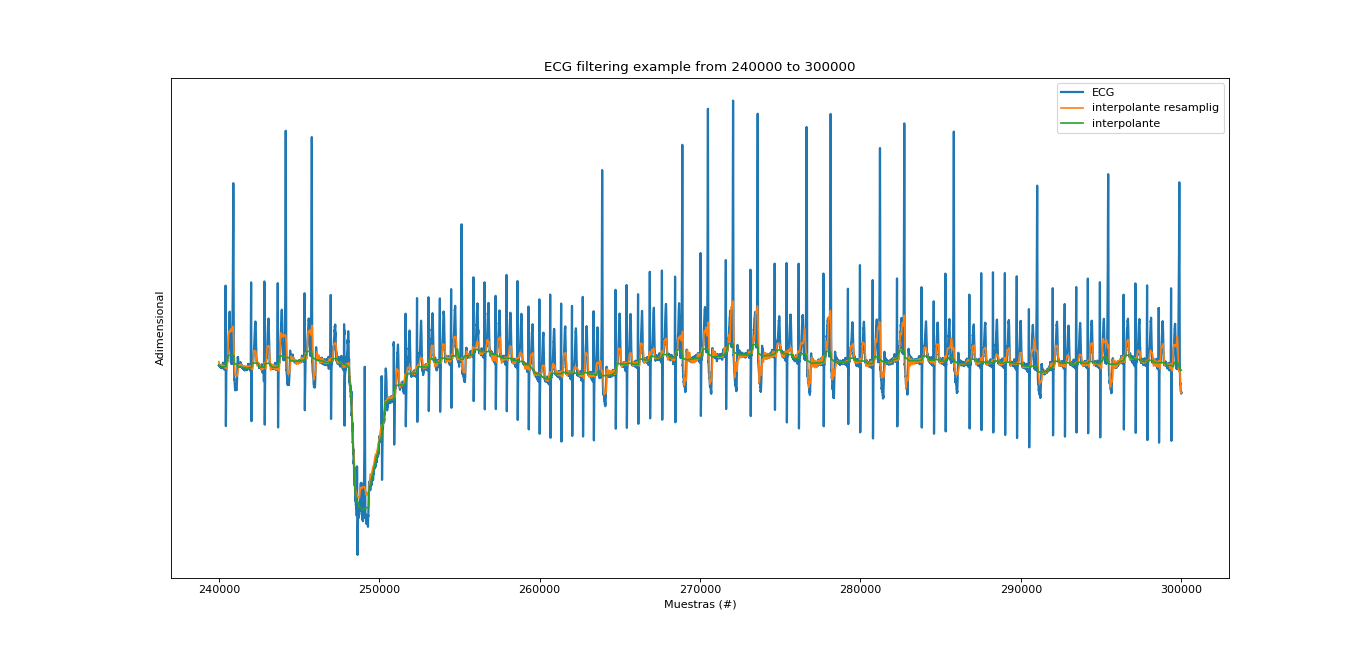 ECG filtering example from 240000 to 300000
ECG
interpolante resamplig
interpolante
Adimensional
240000 250000 260000 270000 280000 290000 300000
Muestras (#)